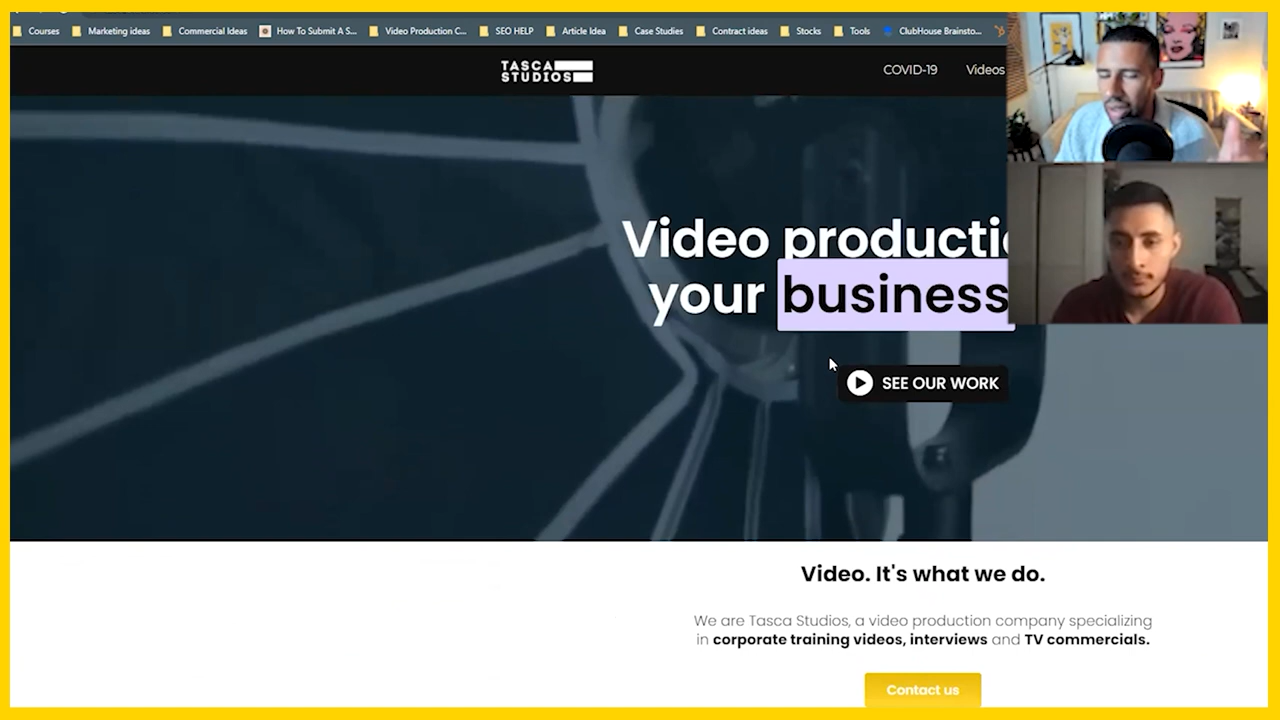 Courses Marketing ideas Commercial Ideas How To Submit A S... Video Production C... SEO HELP Article Idea Case Studies Contract ideas Stocks Tools ClubHouse Brainsto...
TASCA
STUDIOS
COVID-19 Videos
Video producti
your business
SEE OUR WORK
Video. It's what we do.
We are Tasca Studios, a video production company specializing
in corporate training videos, interviews and TV commercials.
Contact us